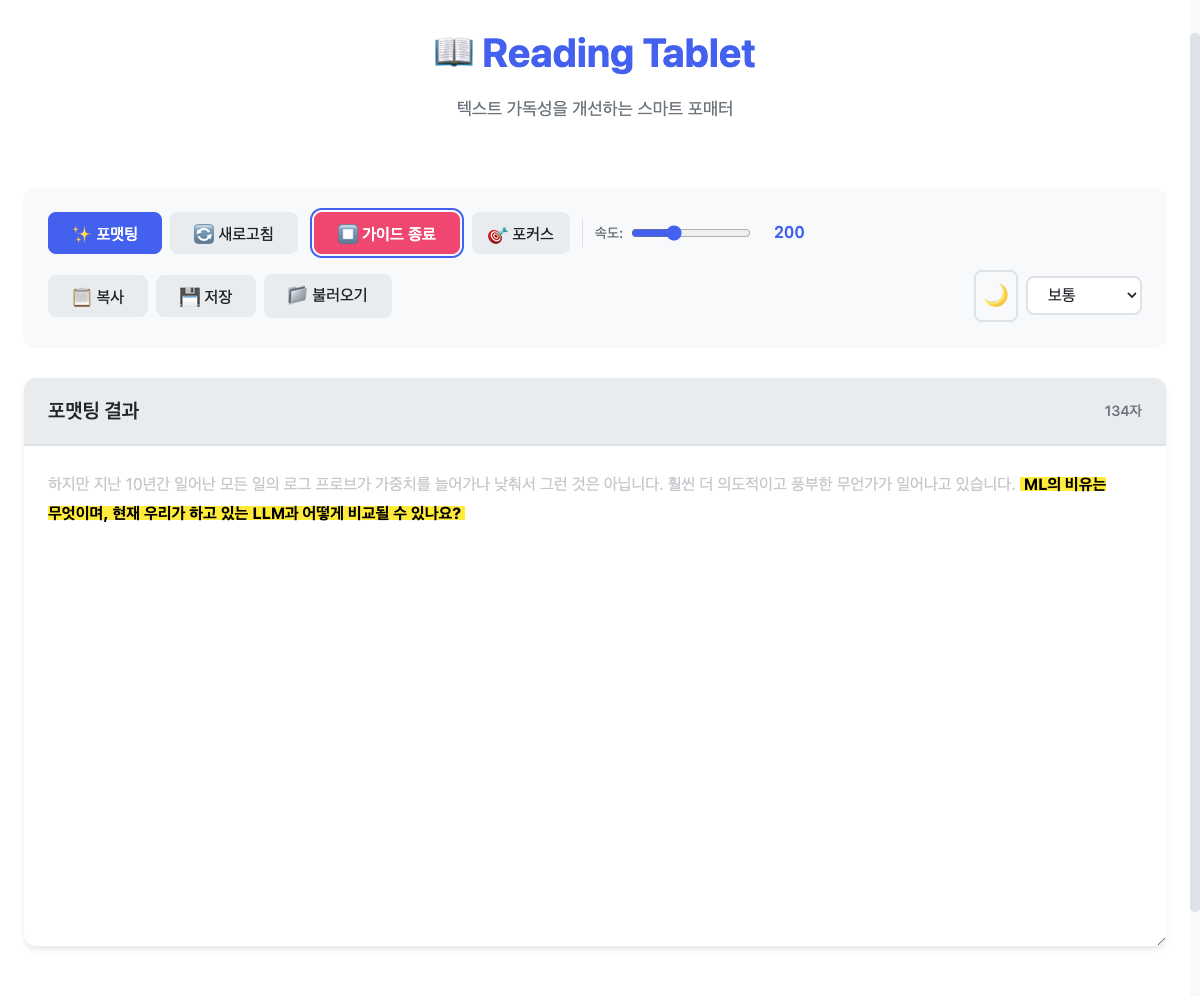 📖 Reading Tablet
텍스트 가독성을 개선하는 스마트 포매터
✨ 포맷팅 🔄 새로고침 ⏹️ 가이드 종료 🎯 포커스 속도: 200
📋 복사 💾 저장 📁 불러오기 🌙 보통
포맷팅 결과 134자
하지만 지난 10년간 일어난 모든 일의 로그 프로브가 가중치를 늘어가나 낮춰서 그런 것은 아닙니다. 훨씬 더 의도적이고 풍부한 무언가가 일어나고 있습니다. ML의 비유는
무엇이며, 현재 우리가 하고 있는 LLM과 어떻게 비교될 수 있나요?